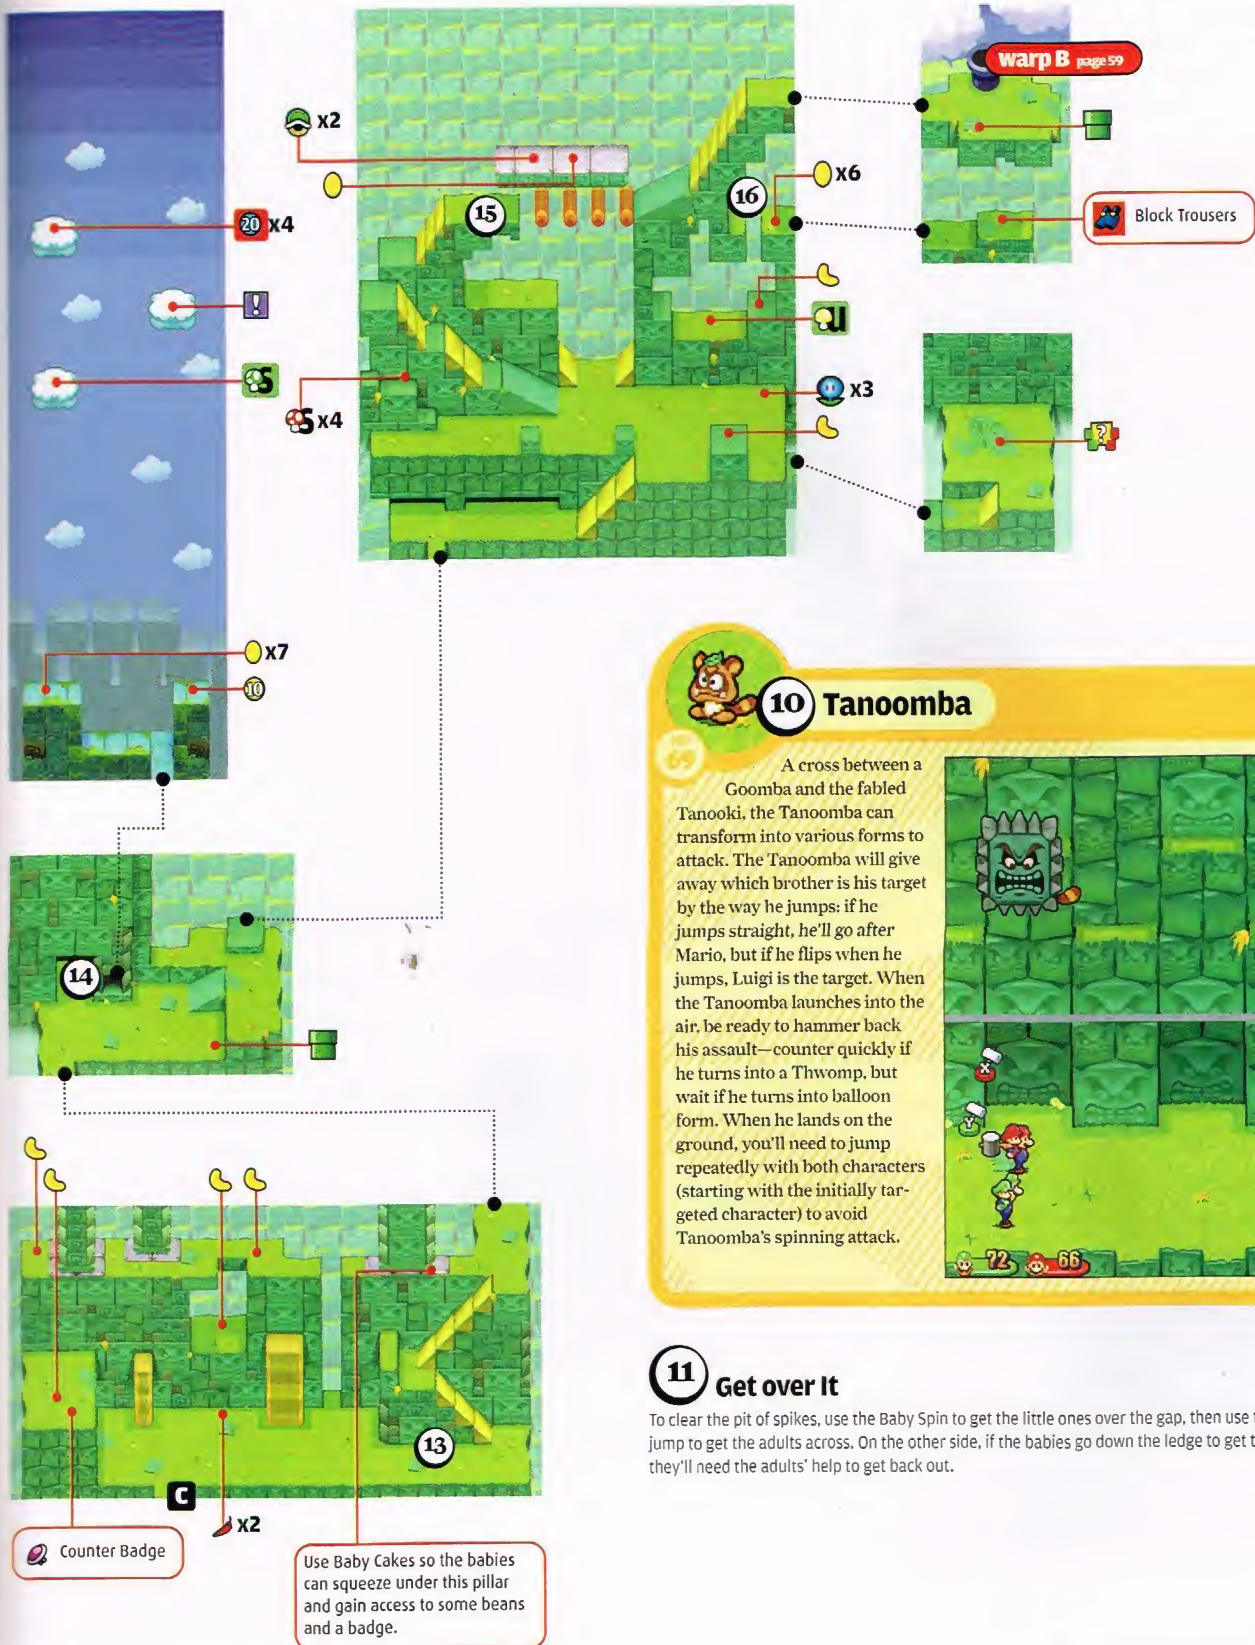 warp B page 59
x2
x6
16
15
20 x4
Block Trousers
!
u
S
x3
S x4
?
x7
10
10 Tanoomba
69
A cross between a
Goomba and the fabled
Tanooki, the Tanoomba can
transform into various forms to
attack. The Tanoomba will give
away which brother is his target
by the way he jumps: if he
jumps straight, he'll go after
Mario, but if he flips when he
jumps, Luigi is the target. When
the Tanoomba launches into the
air, be ready to hammer back
his assault—counter quickly if
he turns into a Thwomp, but
wait if he turns into balloon
form. When he lands on the
ground, you'll need to jump
repeatedly with both characters
(starting with the initially tar-
geted character) to avoid
Tanoomba's spinning attack.
X
Y
72 66
14
13
C
x2
Counter Badge
Use Baby Cakes so the babies
can squeeze under this pillar
and gain access to some beans
and a badge.
11 Get over It
To clear the pit of spikes, use the Baby Spin to get the little ones over the gap, then use
jump to get the adults across. On the other side, if the babies go down the ledge to get
they'll need the adults' help to get back out.